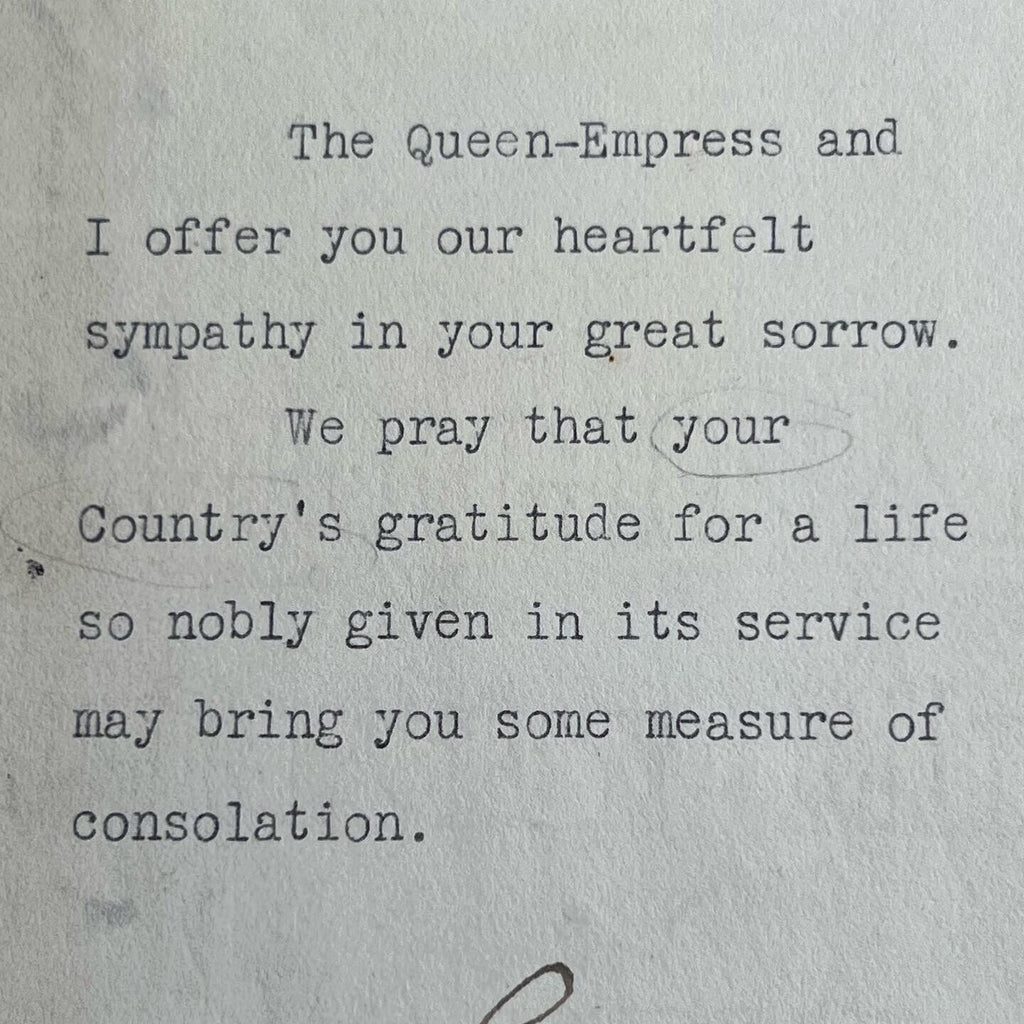 The Queen-Empress and
I offer you our heartfelt
sympathy in your great sorrow.
We pray that your
Country's gratitude for a life
so nobly given in its service
may bring you some measure of
consolation.